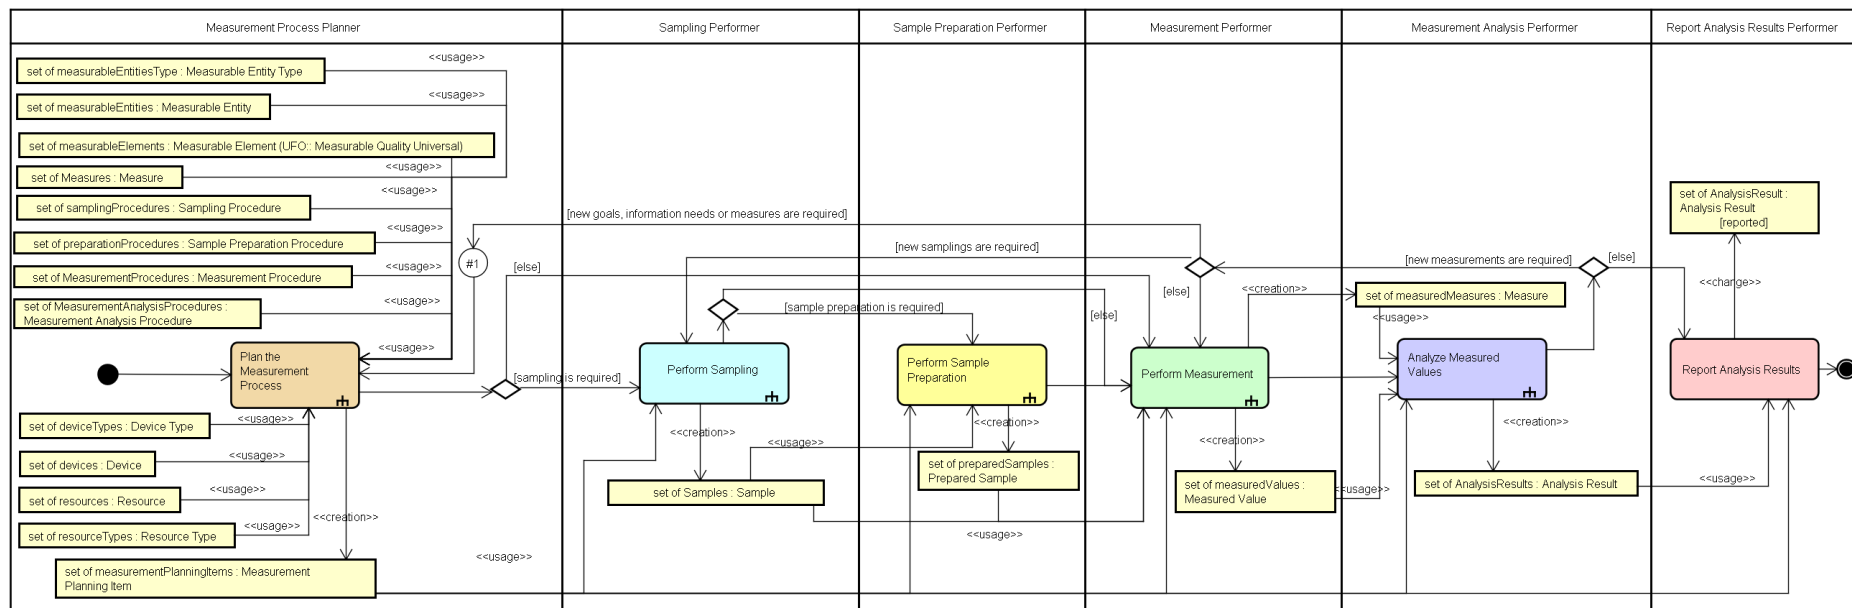 Measurement Process Planner
Sampling Performer
Sample Preparation Performer
Measurement Performer
Measurement Analysis Performer
Report Analysis Results Performer
<<usage>>
set of measurableEntitiesType : Measurable Entity Type
<<usage>>
set of measurableEntities : Measurable Entity
set of measurableElements : Measurable Element (UFO:: Measurable Quality Universal)
<<usage>>
set of Measures : Measure
<<usage>>
set of samplingProcedures : Sampling Procedure
<<usage>>
set of preparationProcedures : Sample Preparation Procedure
<<usage>>
set of MeasurementProcedures : Measurement Procedure
<<usage>>
set of MeasurementAnalysisProcedures :
Measurement Analysis Procedure
<<usage>>
Plan the
Measurement
Process
#1
[new goals, information needs or measures are required]
[new samplings are required]
[else]
[sampling is required]
[sample preparation is required]
[else]
[else]
[new measurements are required]
[else]
<<creation>>
set of measuredMeasures : Measure
<<usage>>
set of AnalysisResult :
Analysis Result
[reported]
<<change>>
Perform Sampling
Perform Sample
Preparation
Perform Measurement
Analyze Measured
Values
Report Analysis Results
<<usage>>
set of deviceTypes : Device Type
<<usage>>
set of devices : Device
<<usage>>
set of resources : Resource
<<creation>>
<<usage>>
set of resourceTypes : Resource Type
set of measurementPlanningItems : Measurement
Planning Item
<<usage>>
<<creation>>
set of Samples : Sample
<<usage>>
<<creation>>
set of preparedSamples :
Prepared Sample
<<usage>>
<<creation>>
set of measuredValues :
Measured Value
<<usage>>
<<creation>>
set of AnalysisResults : Analysis Result
<<usage>>